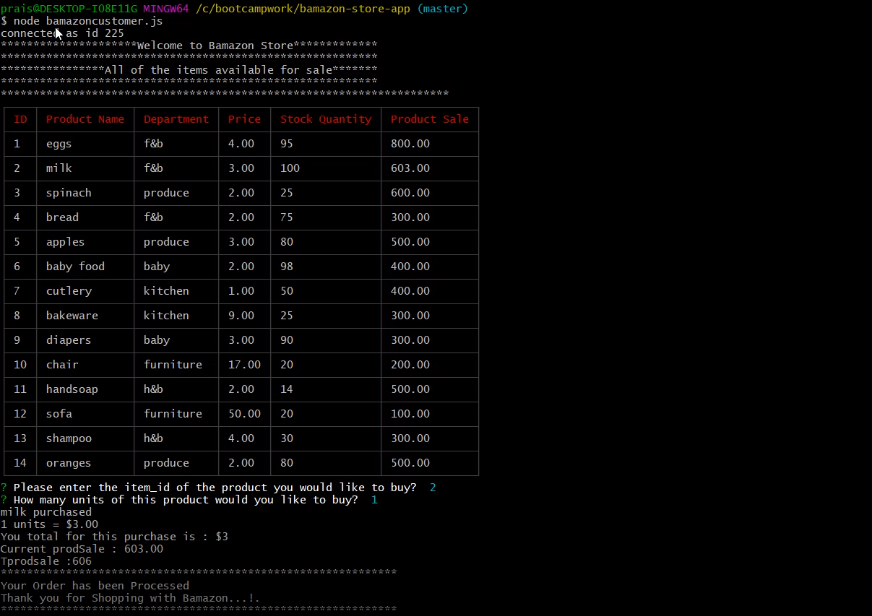 prais@DESKTOP-I08E11G MINGW64 /c/bootcampwork/bamazon-store-app (master)
$ node bamazoncustomer.js
connected as id 225
*********************Welcome to Bamazon Store*************
**********************************************************
****************All of the items available for sale*******
**********************************************************
*********************************************************************
ID Product Name Department Price Stock Quantity Product Sale
1 eggs f&b 4.00 95 800.00
2 milk f&b 3.00 100 603.00
3 spinach produce 2.00 25 600.00
4 bread f&b 2.00 75 300.00
5 apples produce 3.00 80 500.00
6 baby food baby 2.00 98 400.00
7 cutlery kitchen 1.00 50 400.00
8 bakeware kitchen 9.00 25 300.00
9 diapers baby 3.00 90 300.00
10 chair furniture 17.00 20 200.00
11 handsoap h&b 2.00 14 500.00
12 sofa furniture 50.00 20 100.00
13 shampoo h&b 4.00 30 300.00
14 oranges produce 2.00 80 500.00
? Please enter the item_id of the product you would like to buy? 2
? How many units of this product would you like to buy? 1
milk purchased
1 units = $3.00
You total for this purchase is : $3
Current prodSale : 603.00
Tprodsale :606
*************************************************************
Your Order has been Processed
Thank you for Shopping with Bamazon...!.
*************************************************************